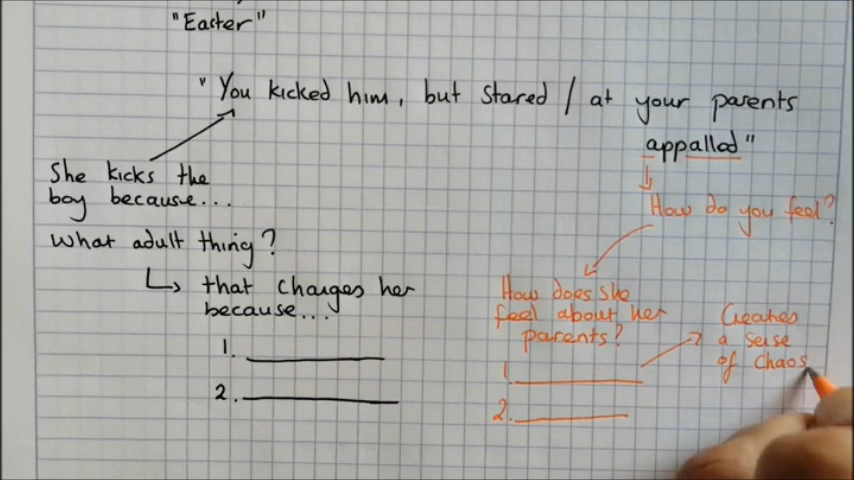 "Easter"
"You kicked him, but stared / at your parents
appalled"
She kicks the
boy because...
What adult thing?
that changes her
because...
1.
2.
How do you feel?
How does she
feel about her
parents?
1.
2.
Creates
a sense
of chaos